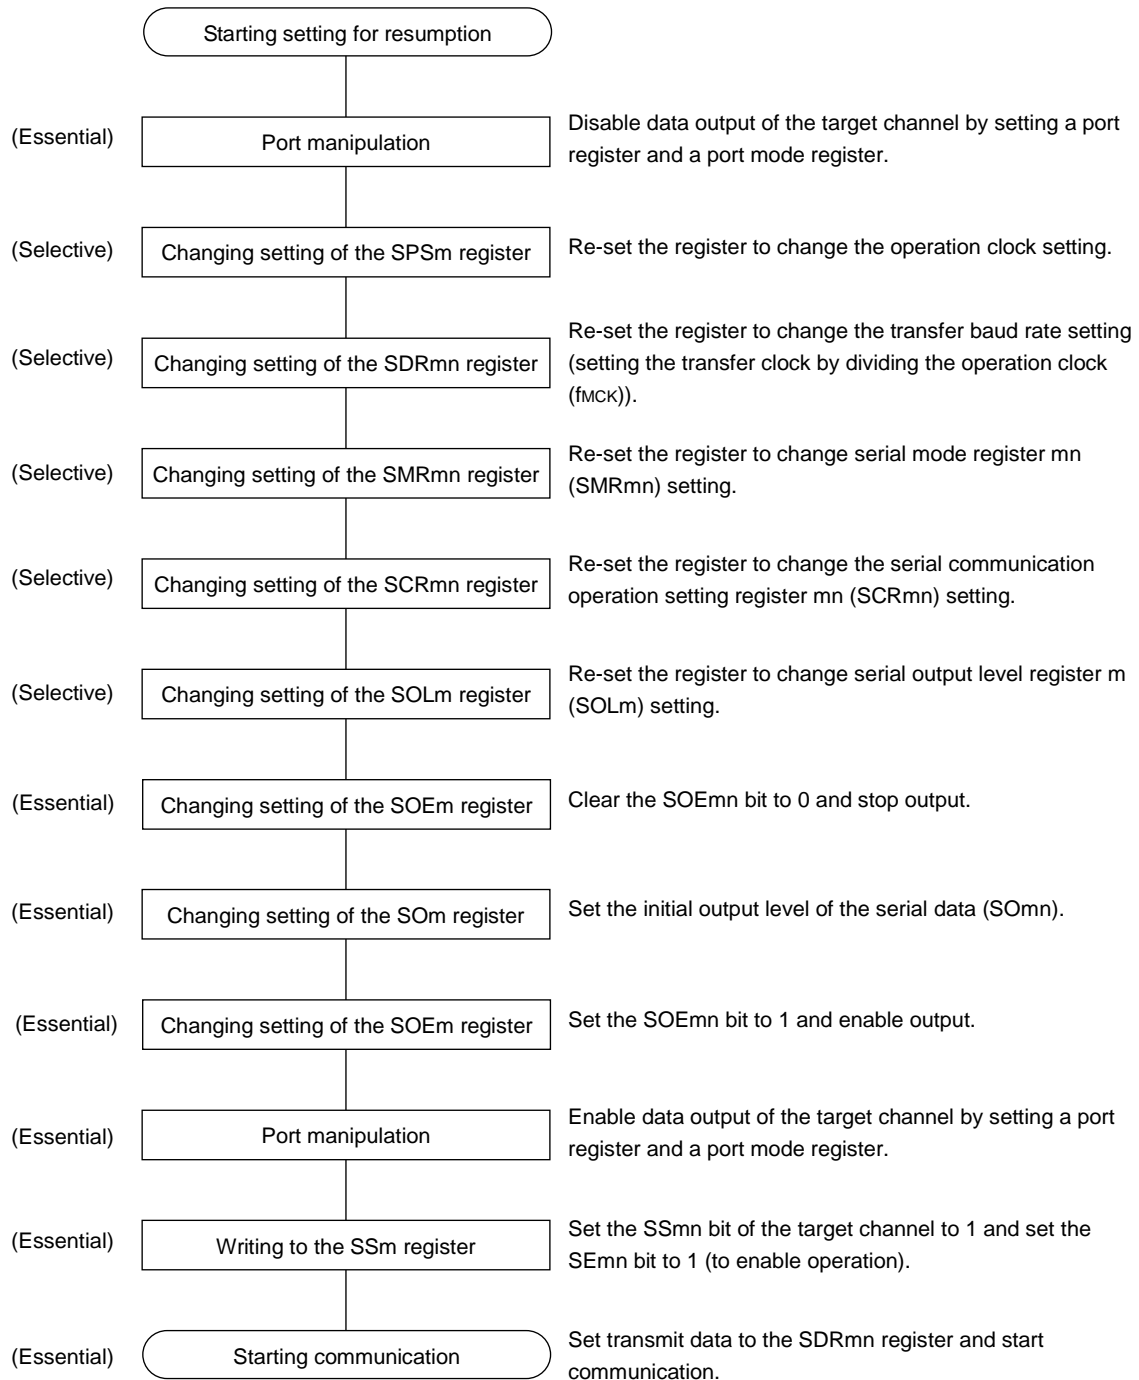 Starting setting for resumption
(Essential)
Port manipulation
Disable data output of the target channel by setting a port
register and a port mode register.
(Selective)
Changing setting of the SPSm register
Re-set the register to change the operation clock setting.
(Selective)
Changing setting of the SDRmn register
Re-set the register to change the transfer baud rate setting
(setting the transfer clock by dividing the operation clock
(fMCK)).
(Selective)
Changing setting of the SMRmn register
Re-set the register to change serial mode register mn
(SMRmn) setting.
(Selective)
Changing setting of the SCRmn register
Re-set the register to change the serial communication
operation setting register mn (SCRmn) setting.
(Selective)
Changing setting of the SOLm register
Re-set the register to change serial output level register m
(SOLm) setting.
(Essential)
Changing setting of the SOEm register
Clear the SOEmn bit to 0 and stop output.
(Essential)
Changing setting of the SOm register
Set the initial output level of the serial data (SOmn).
(Essential)
Changing setting of the SOEm register
Set the SOEmn bit to 1 and enable output.
(Essential)
Port manipulation
Enable data output of the target channel by setting a port
register and a port mode register.
(Essential)
Writing to the SSm register
Set the SSmn bit of the target channel to 1 and set the
SEmn bit to 1 (to enable operation).
(Essential)
Starting communication
Set transmit data to the SDRmn register and start
communication.